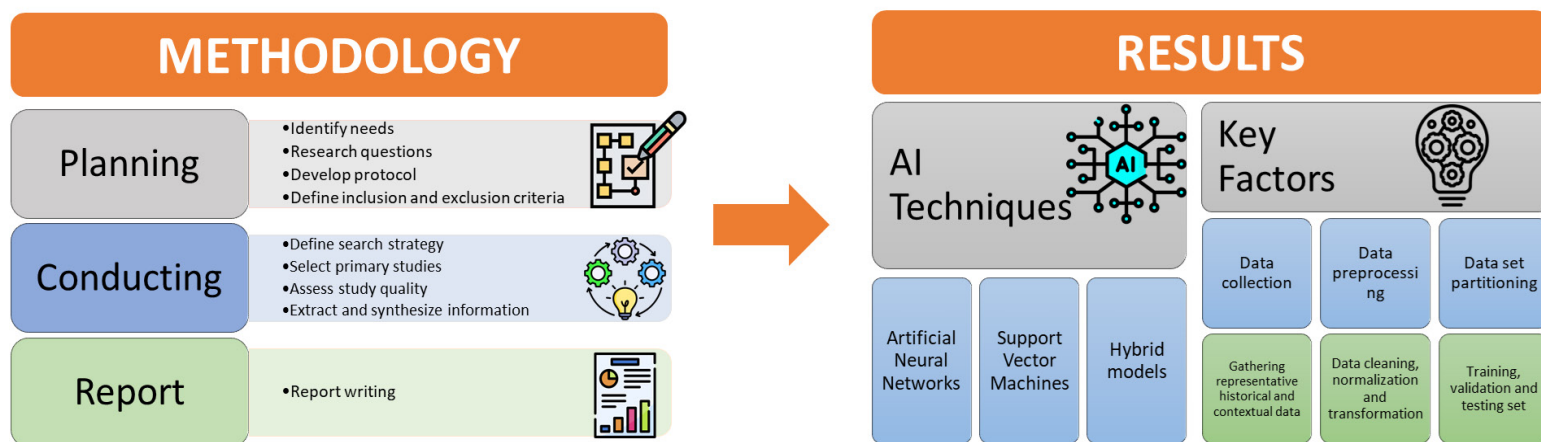 METHODOLOGY
Planning
•Identify needs
•Research questions
•Develop protocol
•Define inclusion and exclusion criteria
Conducting
•Define search strategy
•Select primary studies
•Assess study quality
•Extract and synthesize information
Report
•Report writing
RESULTS
AI
Techniques
AI
Artificial
Neural
Networks
Support
Vector
Machines
Hybrid
models
Key
Factors
Data
collection
Data
preprocessi
ng
Data set
partitioning
Gathering
representative
historical and
contextual data
Data cleaning,
normalization
and
transformation
Training,
validation and
testing set